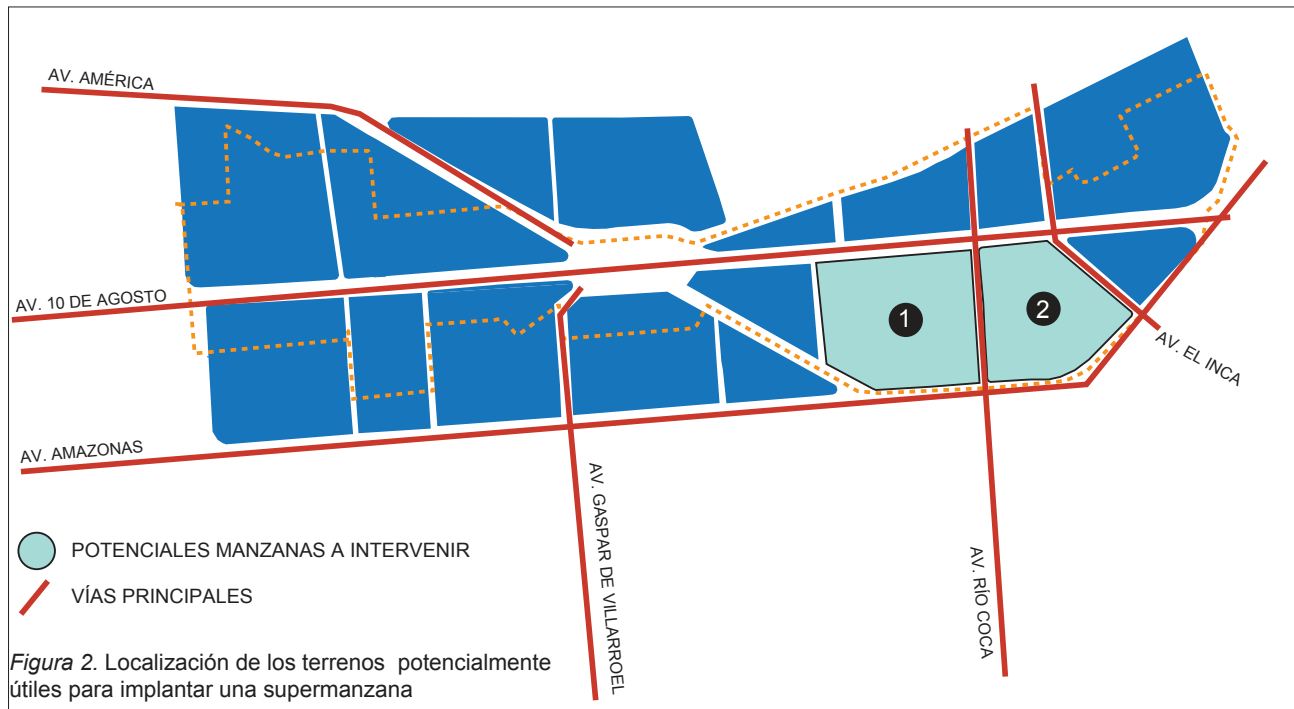 AV. AMÉRICA
AV. 10 DE AGOSTO
1
2
AV. EL INCA
AV. AMAZONAS
AV. GASPAR DE VILLARROEL
AV. RÍO COCA
POTENCIALES MANZANAS A INTERVENIR
VÍAS PRINCIPALES
Figura 2. Localización de los terrenos potencialmente
útiles para implantar una supermanzana